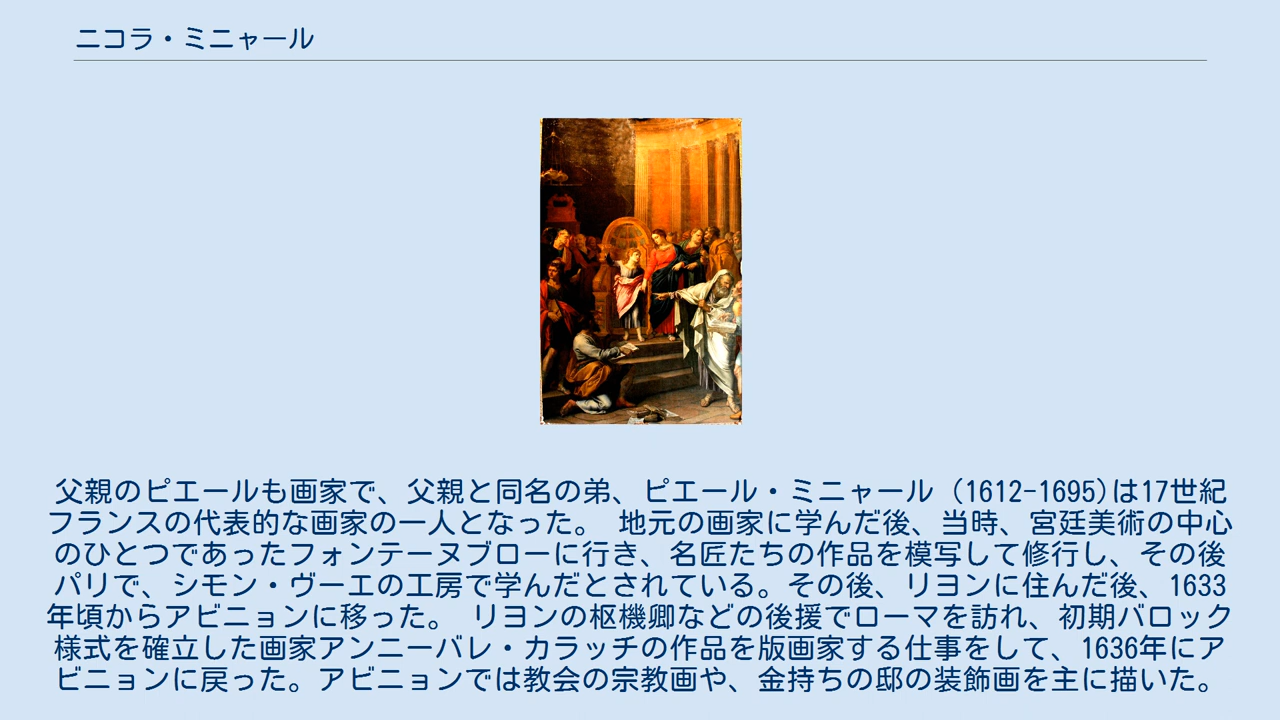 ニコラ・ミニャール
父親のピエールも画家で、父親と同名の弟、ピエール・ミニャール (1612-1695)は17世紀
フランスの代表的な画家の一人となった。 地元の画家に学んだ後、当時、宮廷美術の中心
のひとつであったフォンテーヌブローに行き、名匠たちの作品を模写して修行し、その後
パリで、シモン・ヴーエの工房で学んだとされている。その後、リヨンに住んだ後、1633
年頃からアビニョンに移った。 リヨンの枢機卿などの後援でローマを訪れ、初期バロック
様式を確立した画家アンニーバレ・カラッチの作品を版画家する仕事をして、1636年にア
ビニョンに戻った。アビニョンでは教会の宗教画や、金持ちの邸の装飾画を主に描いた。